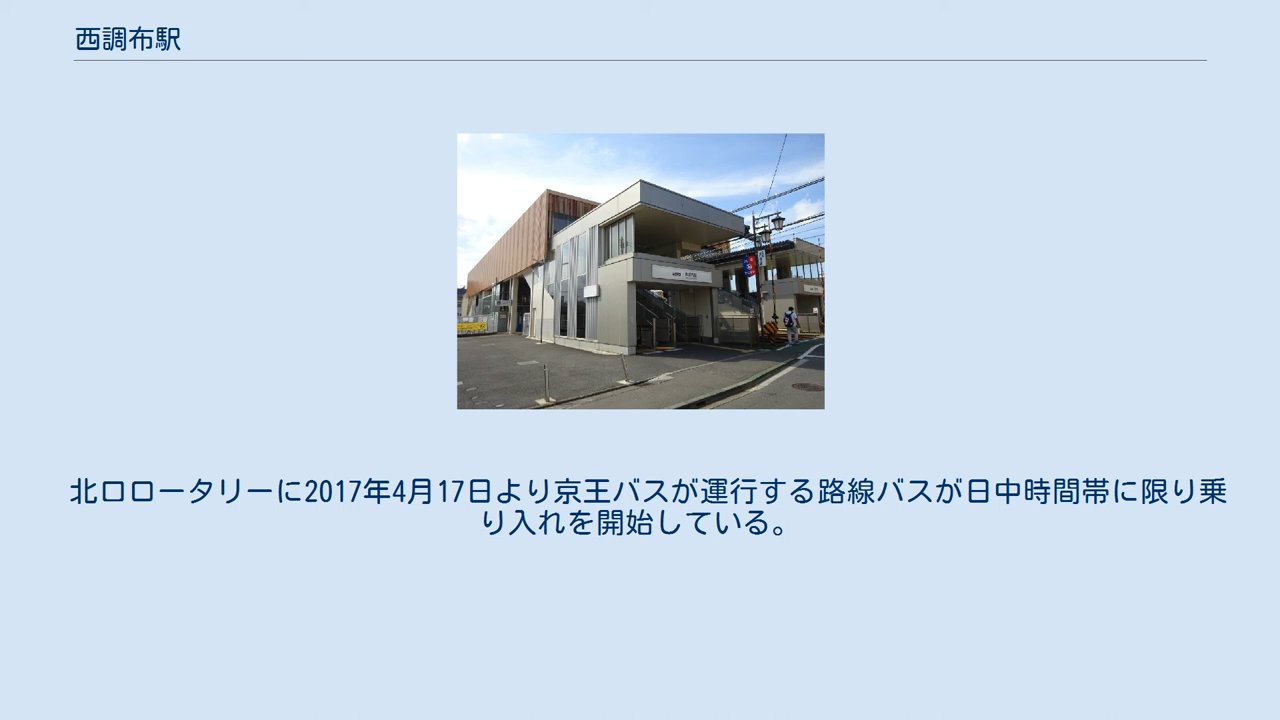 西調布駅
北口ロータリーに2017年4月17日より京王バスが運行する路線バスが日中時間帯に限り乗
り入れを開始している。